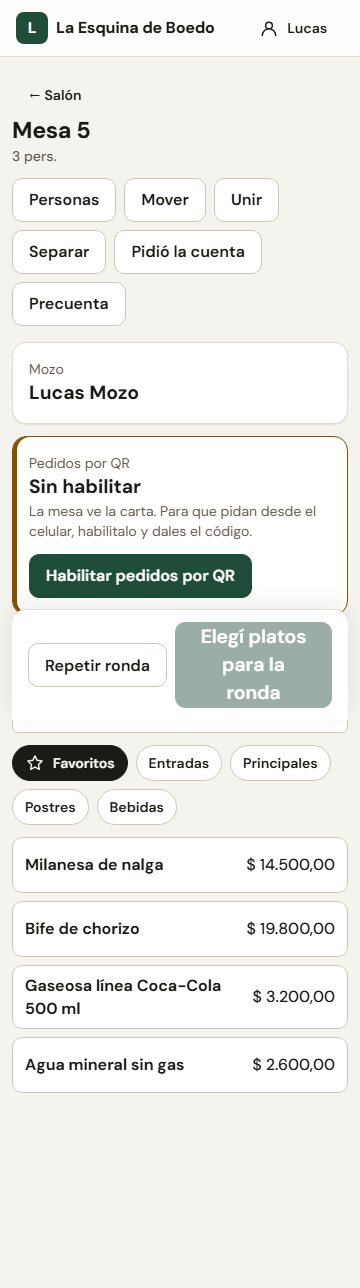 L La Esquina de Boedo Lucas
← Salón
Mesa 5
3 pers.
Personas Mover Unir
Separar Pidió la cuenta
Precuenta
Mozo
Lucas Mozo
Pedidos por QR
Sin habilitar
La mesa ve la carta. Para que pidan desde el
celular, habilitalo y dales el código.
Habilitar pedidos por QR
Repetir ronda
Elegí platos
para la
ronda
Favoritos Entradas Principales
Postres Bebidas
Milanesa de nalga $ 14.500,00
Bife de chorizo $ 19.800,00
Gaseosa línea Coca-Cola
500 ml $ 3.200,00
Agua mineral sin gas $ 2.600,00